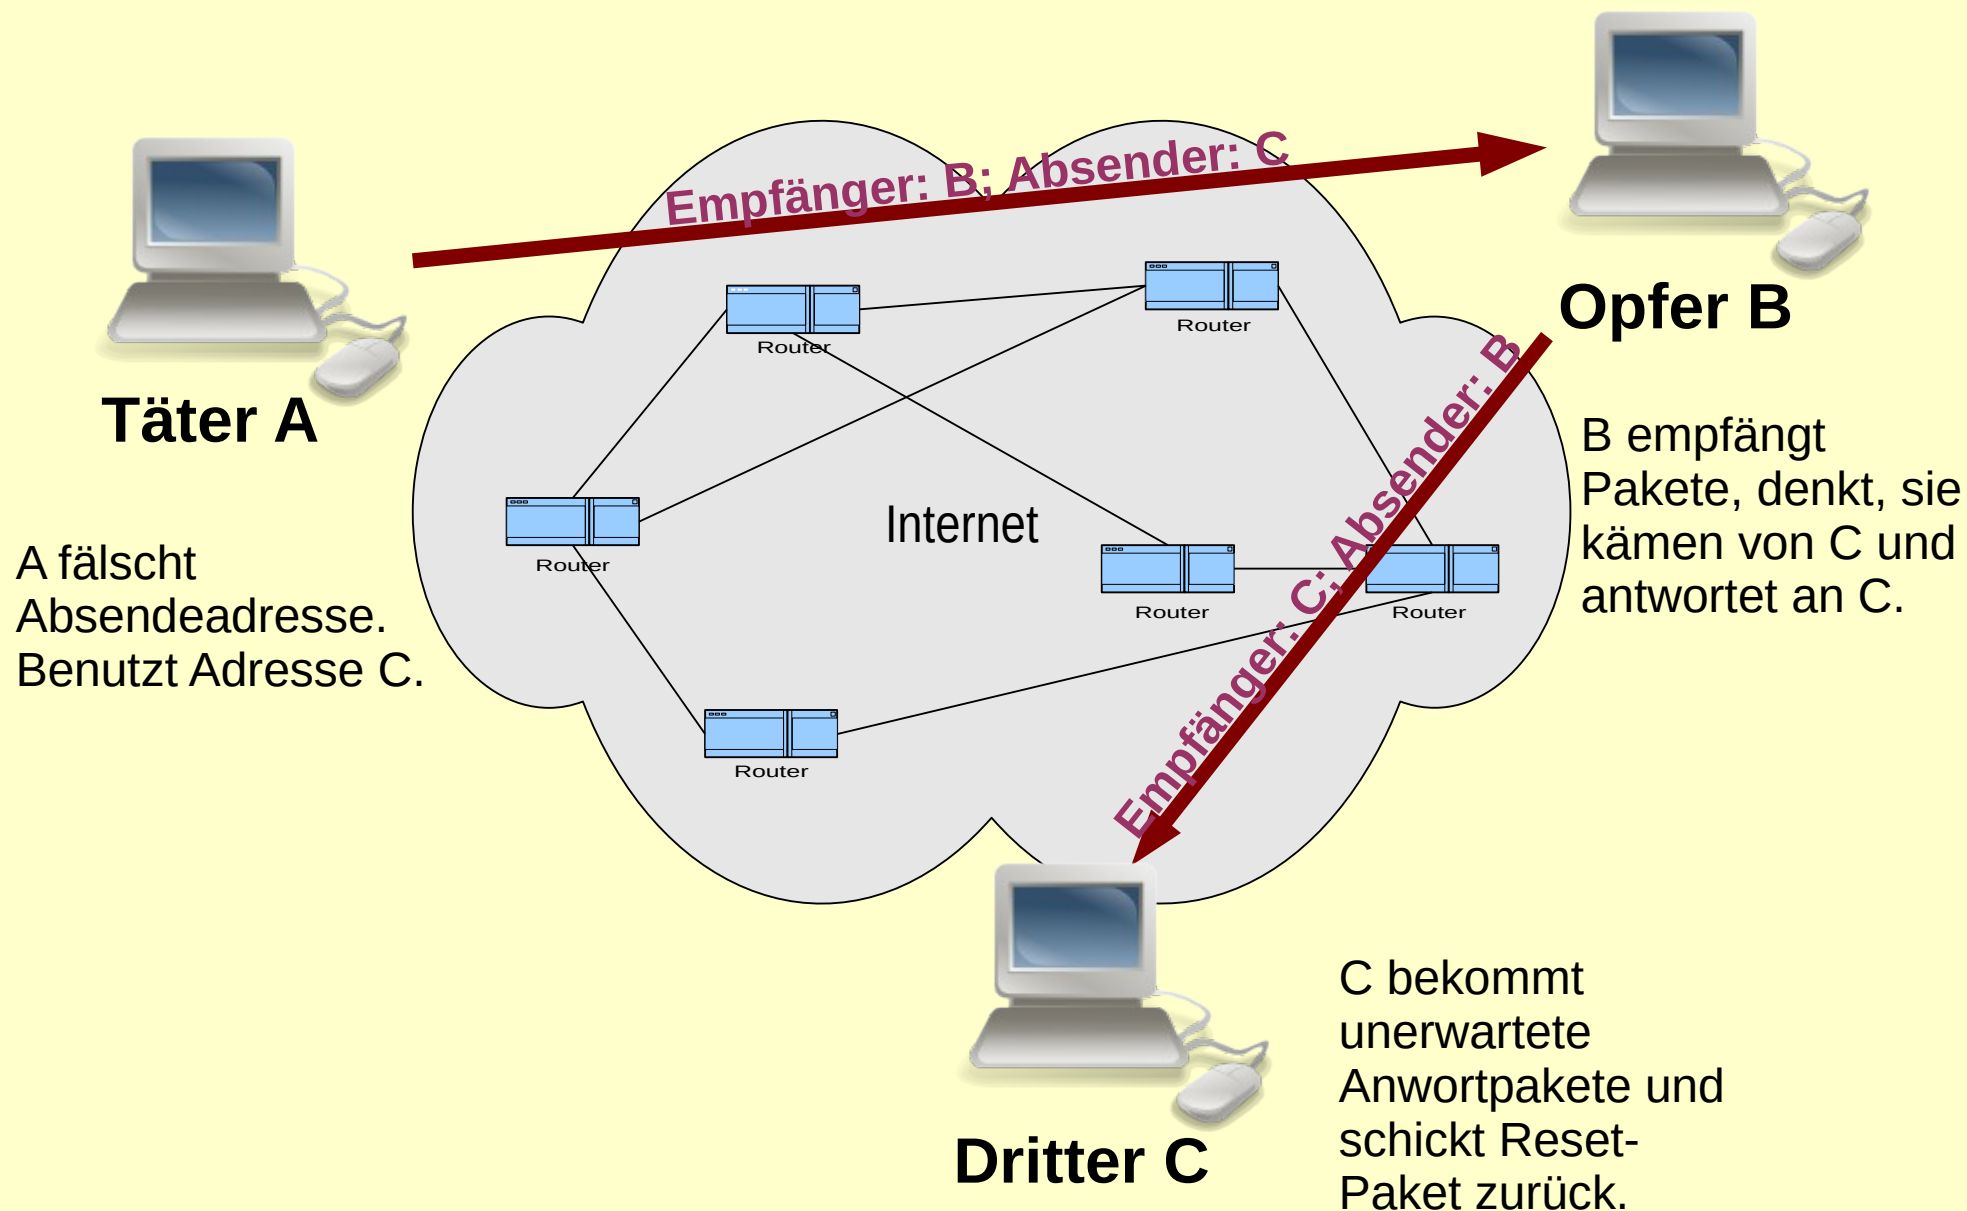 Empfänger: B; Absender: C
Täter A
A fälscht
Absendeadresse.
Benutzt Adresse C.
Opfer B
B empfängt
Pakete, denkt, sie
kämen von C und
antwortet an C.
Router
Router
Router
Internet
Router
Router
Router
Empfänger: C; Absender: B
Dritter C
C bekommt
unerwartete
Anwortpakete und
schickt Reset-
Paket zurück.